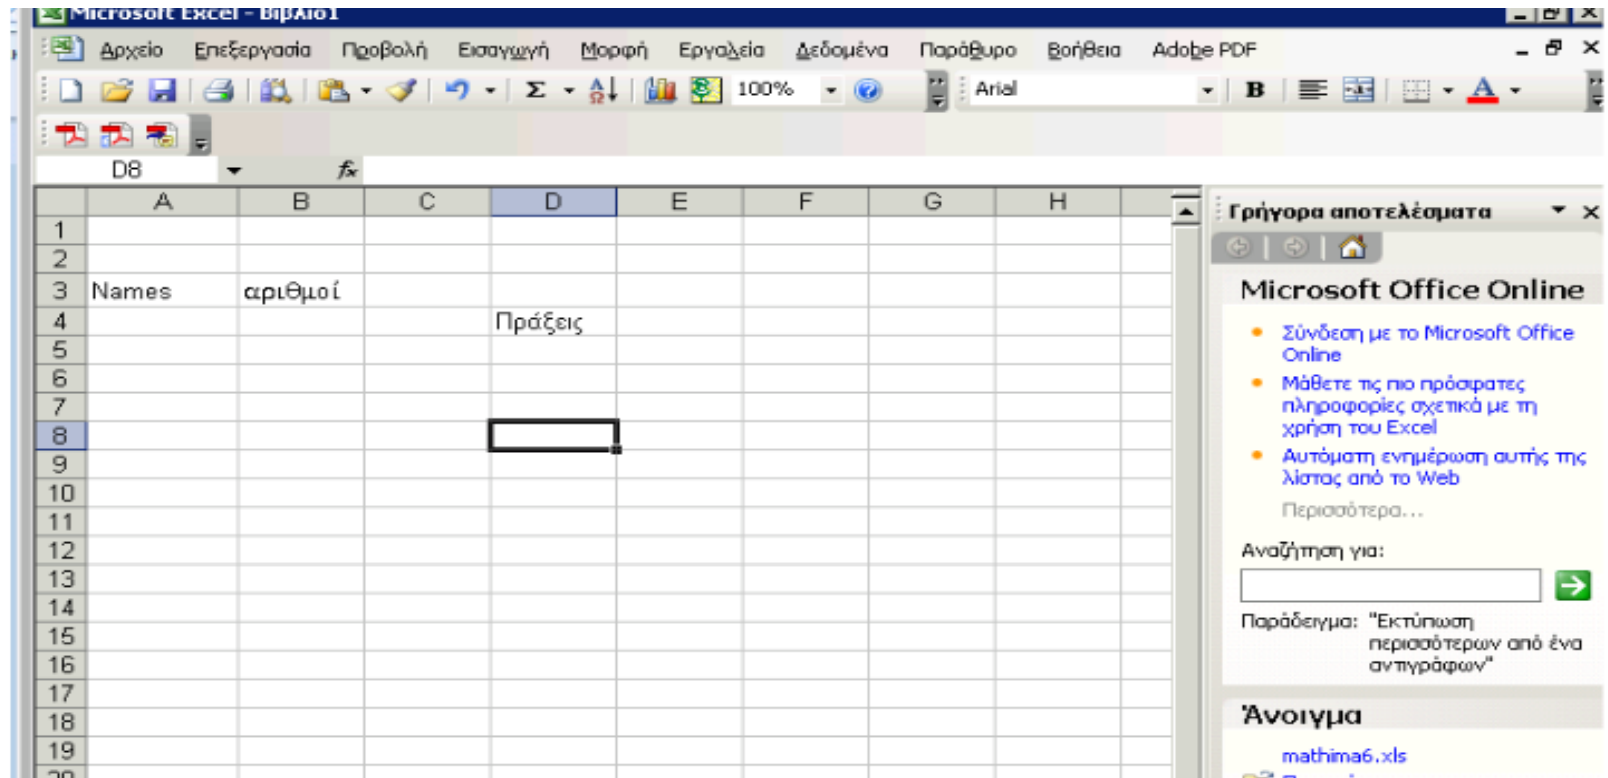 Microsoft Excel - Βιβλίο1
Αρχείο Επεξεργασία Προβολή Εισαγωγή Μορφή Εργαλεία Δεδομένα Παράθυρο Βοήθεια Adobe PDF
Σ 100% Arial B A
D8 fx
A B C D E F G H
1
2
3 Names αριθμοί
4 Πράξεις
5
6
7
8
9
10
11
12
13
14
15
16
17
18
19
20
Γρήγορα αποτελέσματα
Microsoft Office Online
Σύνδεση με το Microsoft Office
Online
Μάθετε τις πιο πρόσφατες
πληροφορίες σχετικά με τη
χρήση του Excel
Αυτόματη ενημέρωση αυτής της
λίστας από το Web
Περισσότερα...
Αναζήτηση για:
Παράδειγμα: "Εκτύπωση
περισσότερων από ένα
αντιγράφων"
Άνοιγμα
mathima6.xls